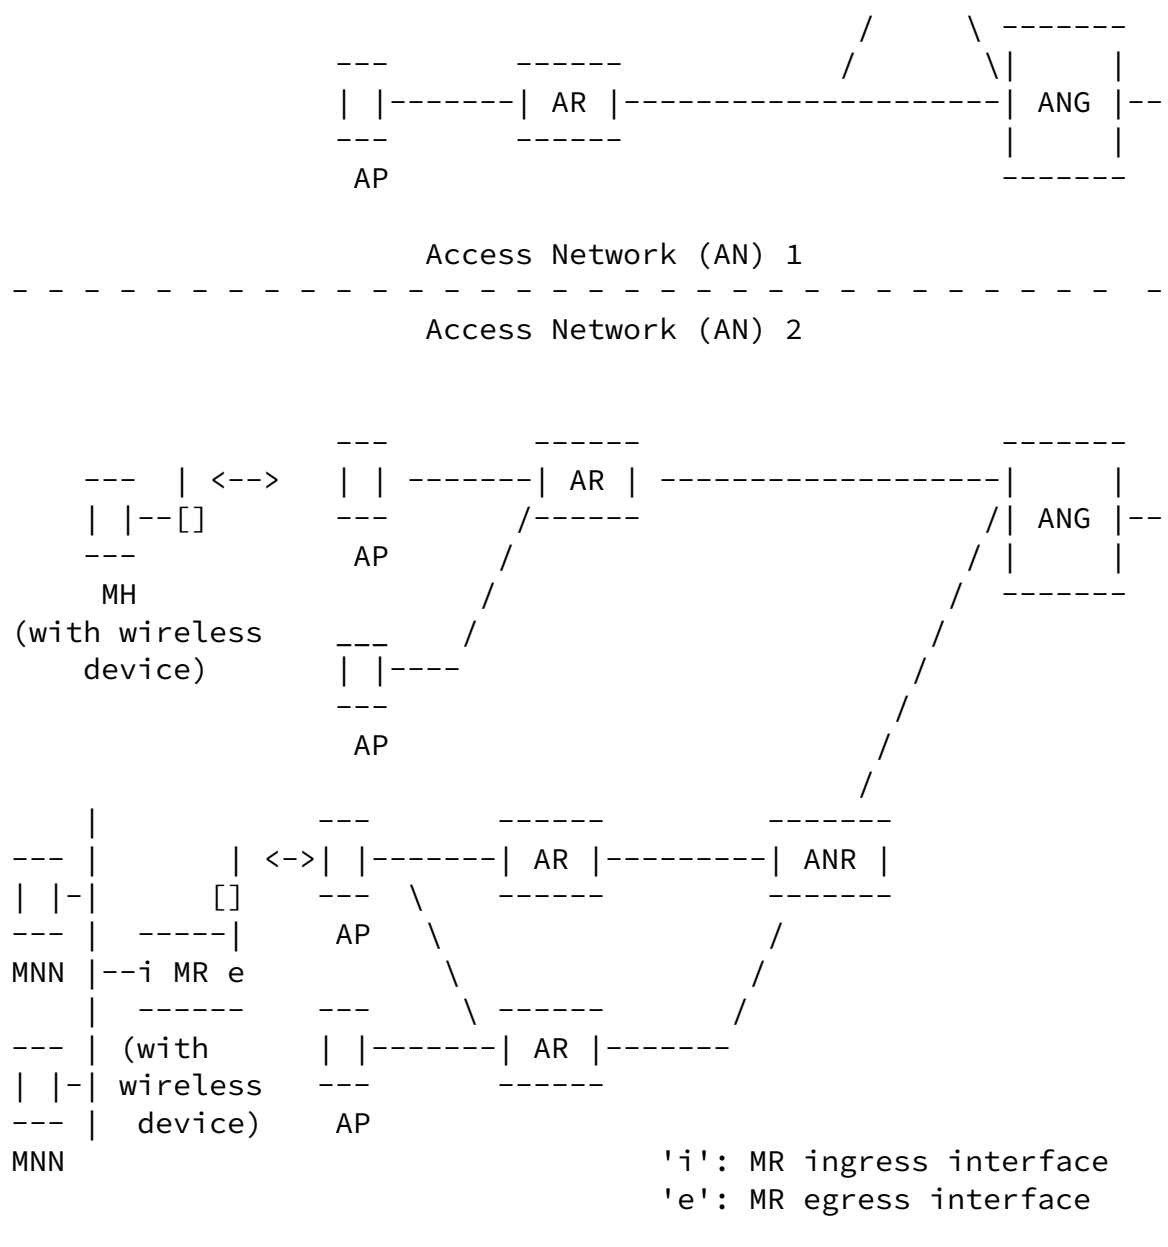 / \ -------
--- ------ / \| |
| |-------| AR |---------------------| ANG |--
--- ------ | |
AP -------
Access Network (AN) 1
- - - - - - - - - - - - - - - - - - - - - - - - - - - - - - - -
Access Network (AN) 2
--- ------ -------
--- | <--> | | -------| AR | -------------------| |
| |--[] --- /------ /| ANG |--
--- AP / / | |
MH / / -------
(with wireless ___ / /
device) | |---- /
--- /
AP /
/
| --- ------ -------
--- | | <->| |-------| AR |---------| ANR |
| |-| [] --- \ ------ -------
--- | -----| AP \ /
MNN |--i MR e \ /
| ------ --- \ ------ /
--- | (with | |-------| AR |-------
| |-| wireless --- ------
--- | device) AP
MNN 'i': MR ingress interface
'e': MR egress interface